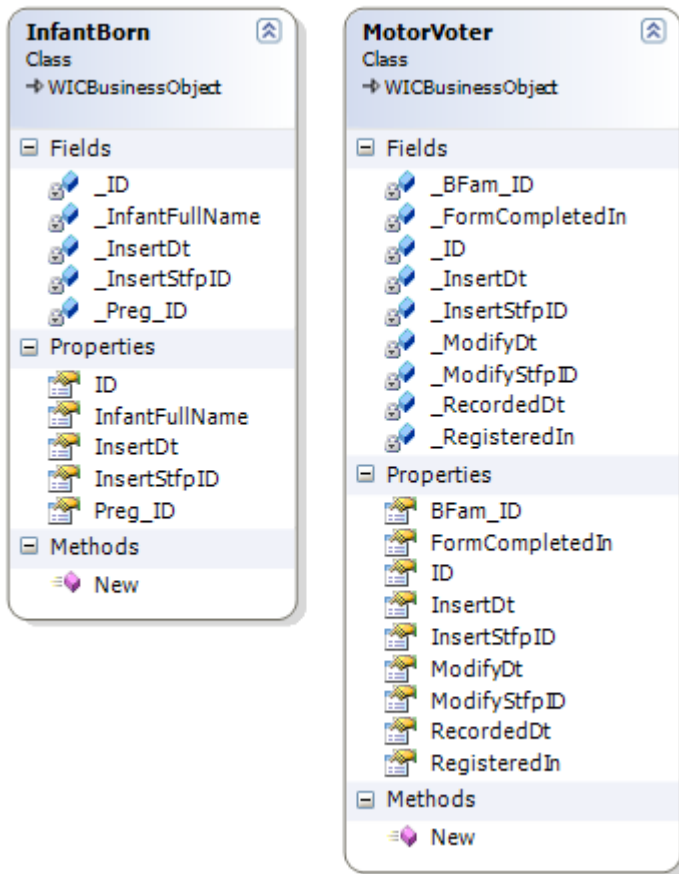 InfantBorn
Class
WICBusinessObject
Fields
_ID
_InfantFullName
_InsertDt
_InsertStfpID
_Preg_ID
Properties
ID
InfantFullName
InsertDt
InsertStfpID
Preg_ID
Methods
New
MotorVoter
Class
WICBusinessObject
Fields
_BFam_ID
_FormCompletedIn
_ID
_InsertDt
_InsertStfpID
_ModifyDt
_ModifyStfpID
_RecordedDt
_RegisteredIn
Properties
BFam_ID
FormCompletedIn
ID
InsertDt
InsertStfpID
ModifyDt
ModifyStfpID
RecordedDt
RegisteredIn
Methods
New